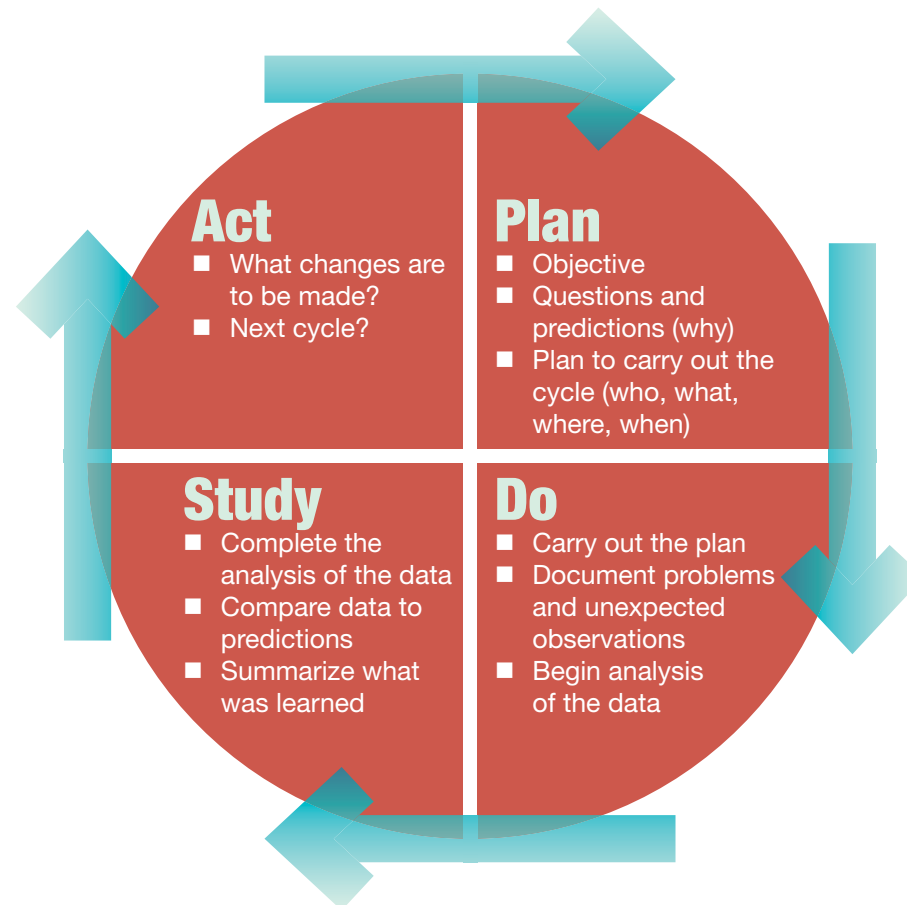 Act
■ What changes are
to be made?
■ Next cycle?
Plan
■ Objective
■ Questions and
predictions (why)
■ Plan to carry out the
cycle (who, what,
where, when)
Study
■ Complete the
analysis of the data
■ Compare data to
predictions
■ Summarize what
was learned
Do
■ Carry out the plan
■ Document problems
and unexpected
observations
■ Begin analysis
of the data